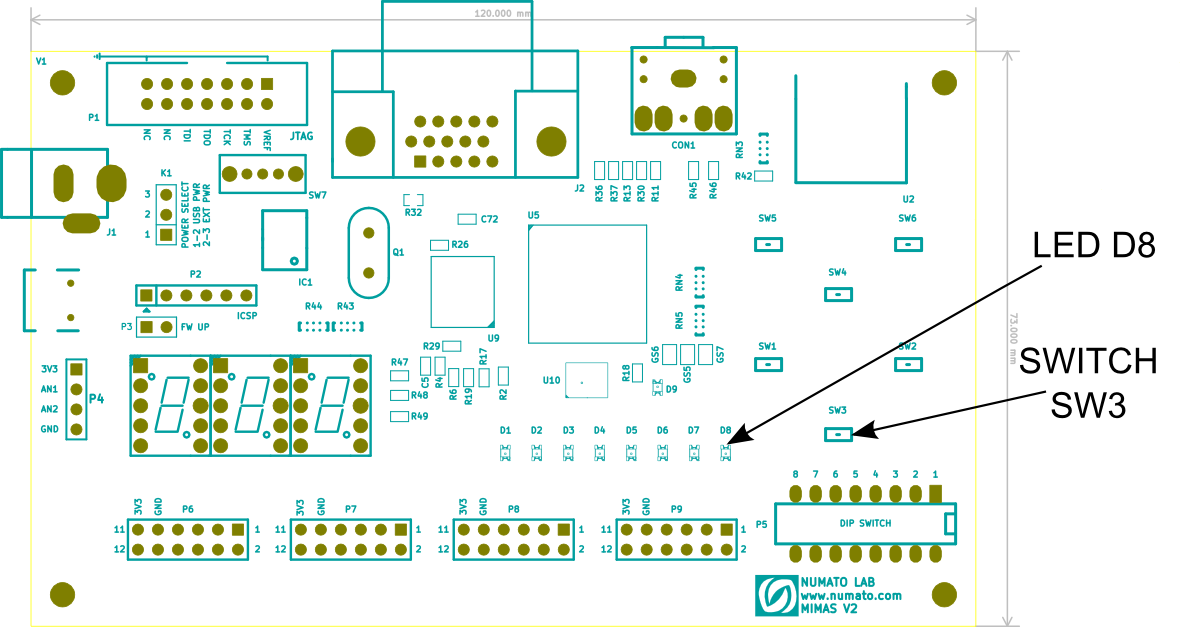 120.000 mm
V1
P1
NC NC TDI TDO TCK TMS VREF
JTAG
J2
CON1
RN3
R42
R36 R37 R13 R30 R11 R45 R46
U2
K1
3
2
1
POWER SELECT
1-2 USB PWR
2-3 EXT PWR
SW7
J1
R32
C72
U5
SW5
SW6
R26
Q1
IC1
LED D8
P2
ICSP
R44 R43
RN4
SW4
P3
FW UP
RN5
73.000 mm
U9
R29
R17
GS6
GS5
GS7
SW1
SW2
SWITCH
SW3
3V3
AN1
AN2
GND
P4
R47
R48
R49
C5
R4
R6
R19
R2
U10
R18
D9
SW3
D1 D2 D3 D4 D5 D6 D7 D8
8 7 6 5 4 3 2 1
P5
DIP SWITCH
3V3 GND P6
11 1
12 2
3V3 GND P7
11 1
12 2
3V3 GND P8
11 1
12 2
3V3 GND P9
11 1
12 2
NUMATO LAB
www.numato.com
MIMAS V2